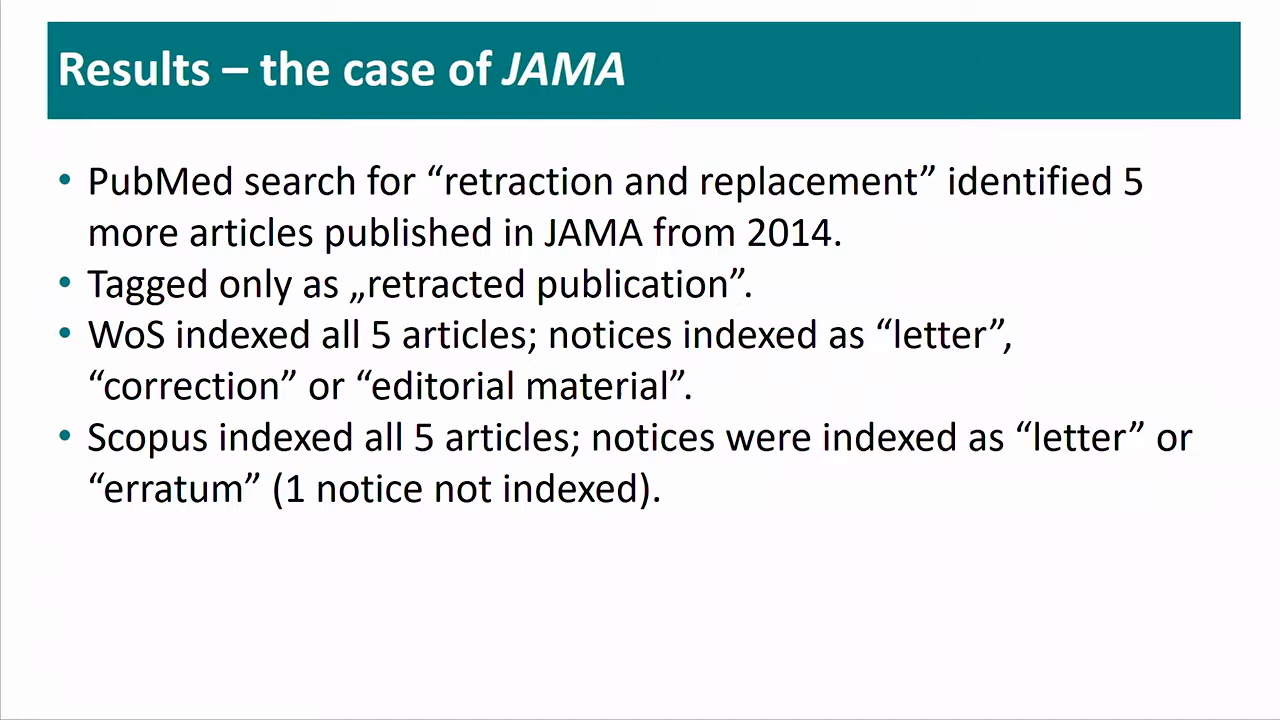 Results – the case of JAMA
• PubMed search for “retraction and replacement” identified 5
more articles published in JAMA from 2014.
• Tagged only as „retracted publication”.
• WoS indexed all 5 articles; notices indexed as “letter”,
“correction” or “editorial material”.
• Scopus indexed all 5 articles; notices were indexed as “letter” or
“erratum” (1 notice not indexed).